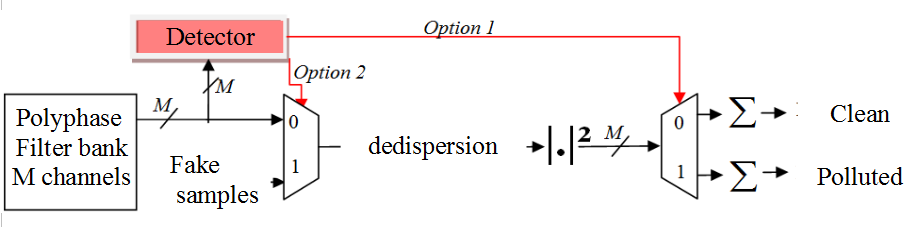 Detector
Option 1
Option 2
M
M
Polyphase
Filter bank
M channels
0
1
Fake
samples
dedispersion
|.|² M
0
1
Σ
Clean
Σ
Polluted